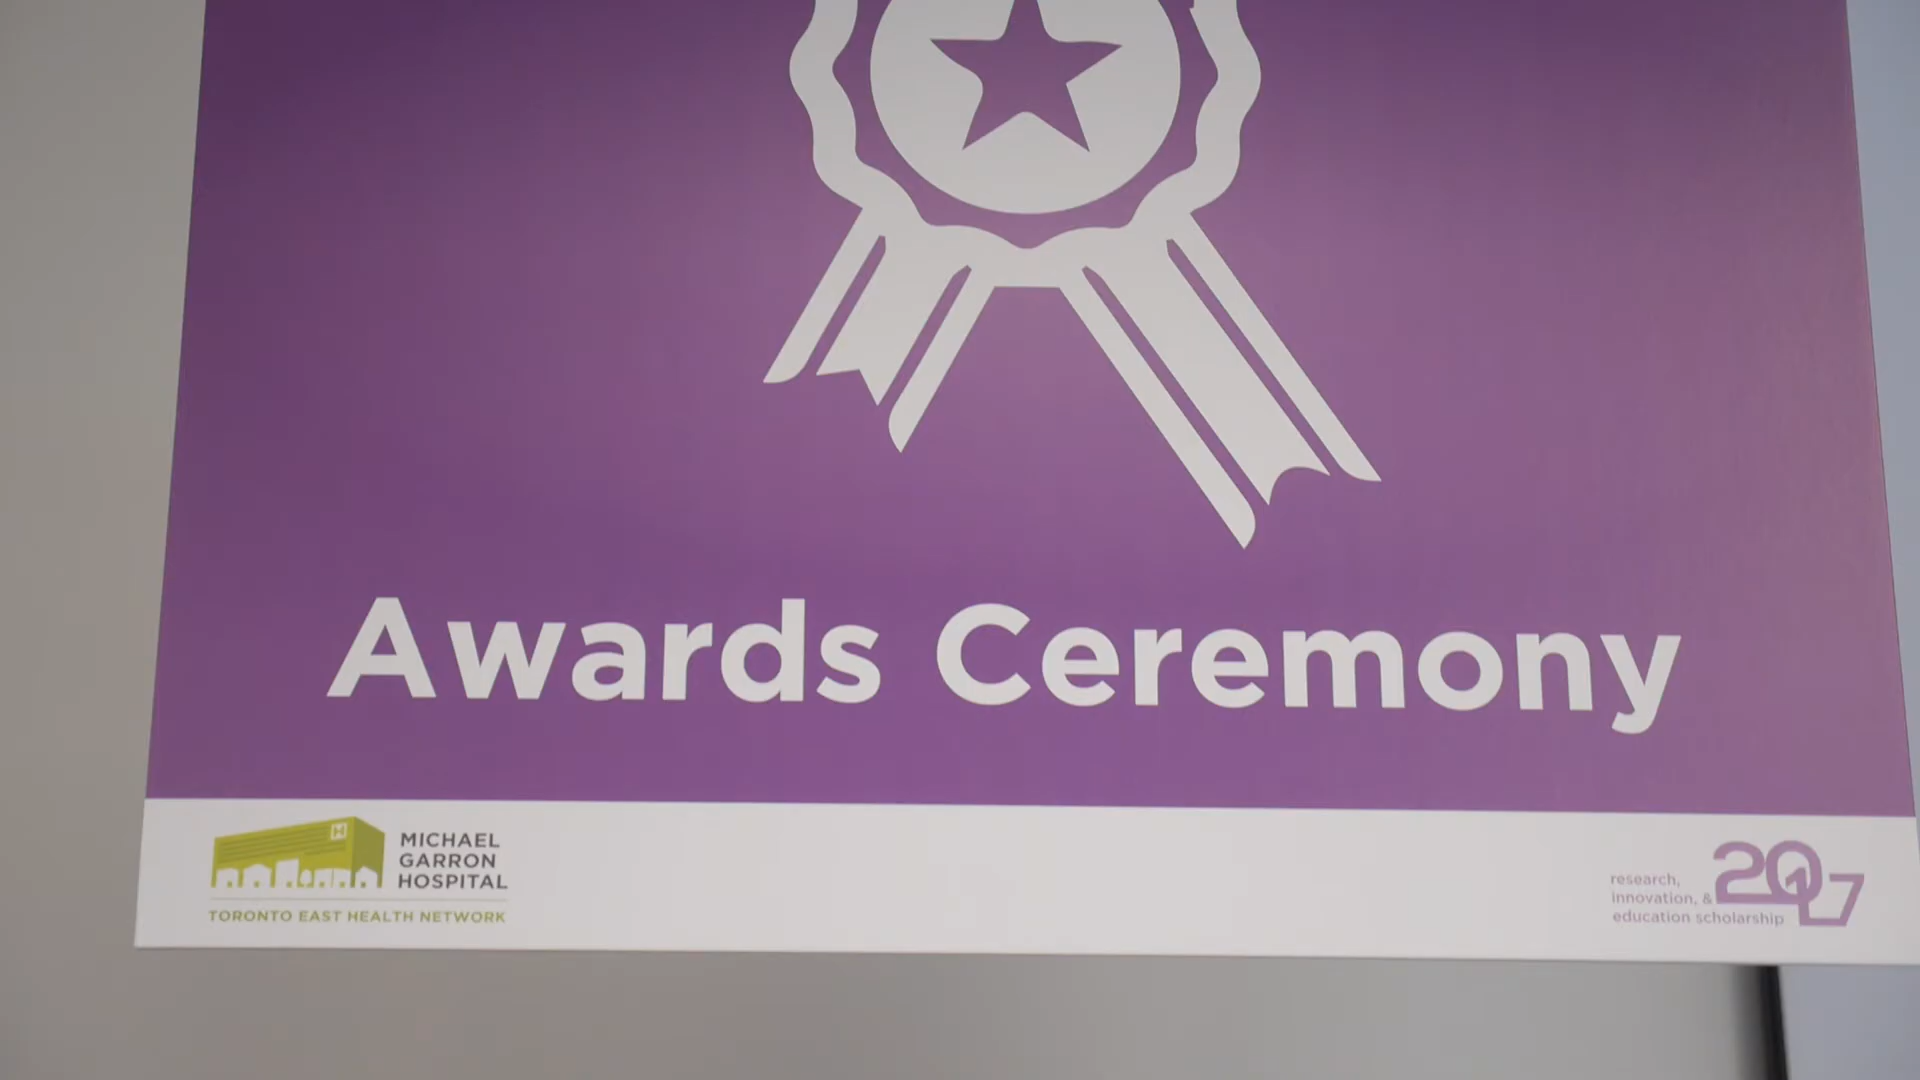 Awards Ceremony
H
MICHAEL
GARRON
HOSPITAL
TORONTO EAST HEALTH NETWORK
research,
innovation, &
education scholarship
2017